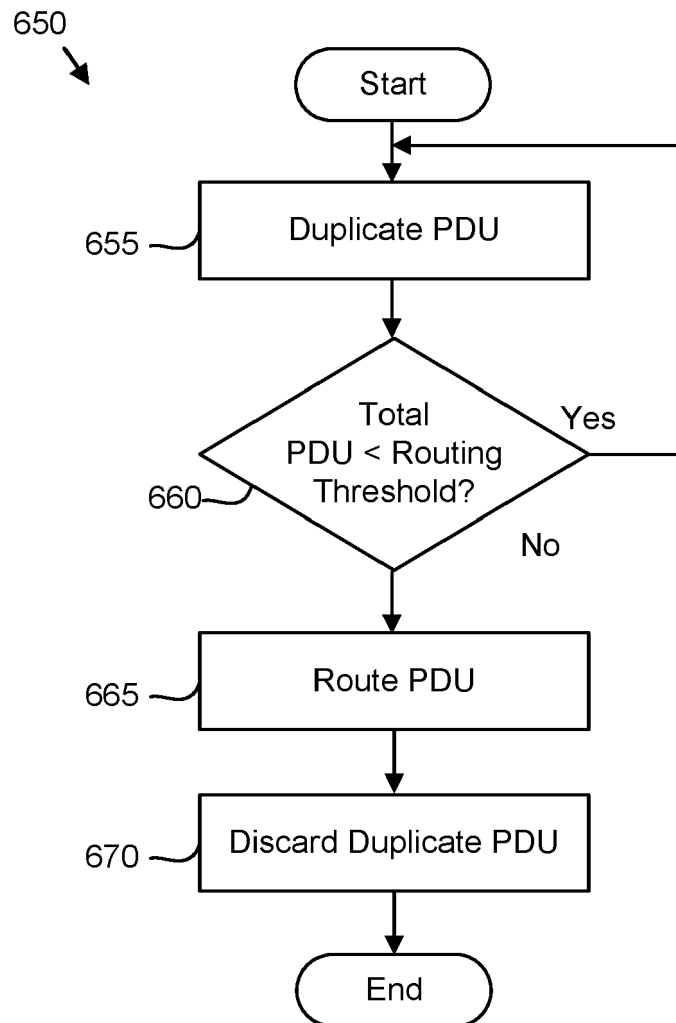 650
Start
655
Duplicate PDU
Total
PDU < Routing
Threshold?
Yes
660
No
665
Route PDU
670
Discard Duplicate PDU
End